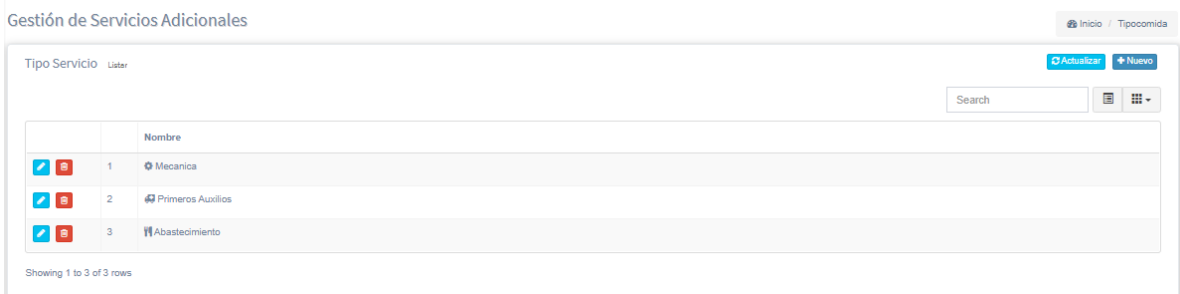 Gestión de Servicios Adicionales
Inicio / Tipocomida
Tipo Servicio Listar
Actualizar
Nuevo
Search
Nombre
1 Mecanica
2 Primeros Auxilios
3 Abastecimiento
Showing 1 to 3 of 3 rows